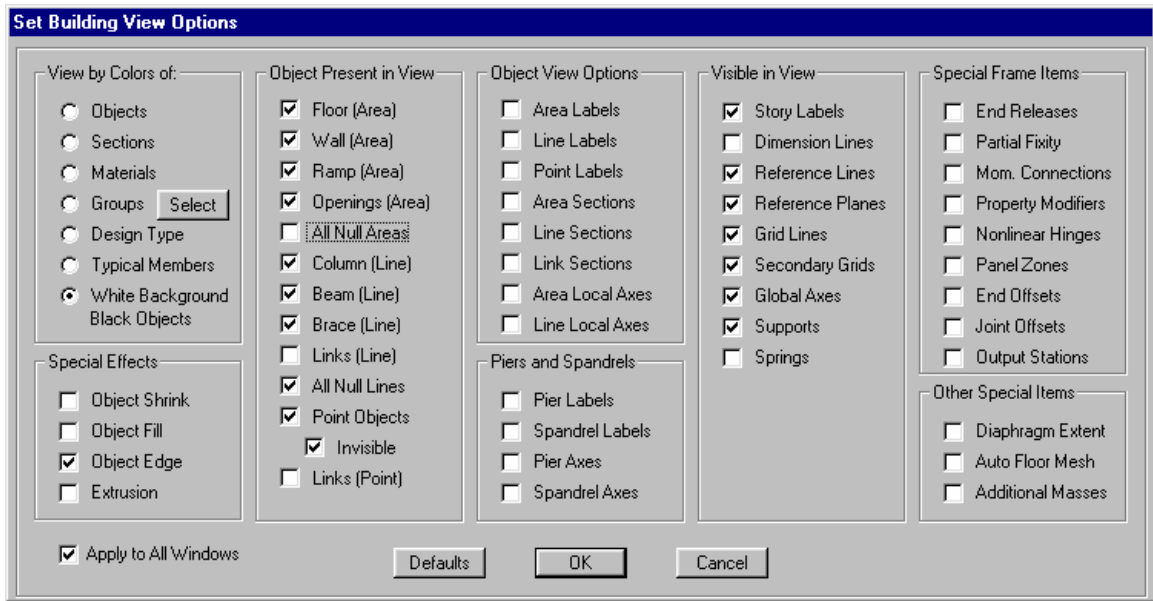 Set Building View Options
View by Colors of:
Objects
Sections
Materials
Groups Select
Design Type
Typical Members
White Background
Black Objects
Special Effects
Object Shrink
Object Fill
Object Edge
Extrusion
Apply to All Windows
Object Present in View
Floor (Area)
Wall (Area)
Ramp (Area)
Openings (Area)
All Null Areas
Column (Line)
Beam (Line)
Brace (Line)
Links (Line)
All Null Lines
Point Objects
Invisible
Links (Point)
Object View Options
Area Labels
Line Labels
Point Labels
Area Sections
Line Sections
Link Sections
Area Local Axes
Line Local Axes
Piers and Spandrels
Pier Labels
Spandrel Labels
Pier Axes
Spandrel Axes
Visible in View
Story Labels
Dimension Lines
Reference Lines
Reference Planes
Grid Lines
Secondary Grids
Global Axes
Supports
Springs
Special Frame Items
End Releases
Partial Fixity
Mom. Connections
Property Modifiers
Nonlinear Hinges
Panel Zones
End Offsets
Joint Offsets
Output Stations
Other Special Items
Diaphragm Extent
Auto Floor Mesh
Additional Masses
Defaults
OK
Cancel